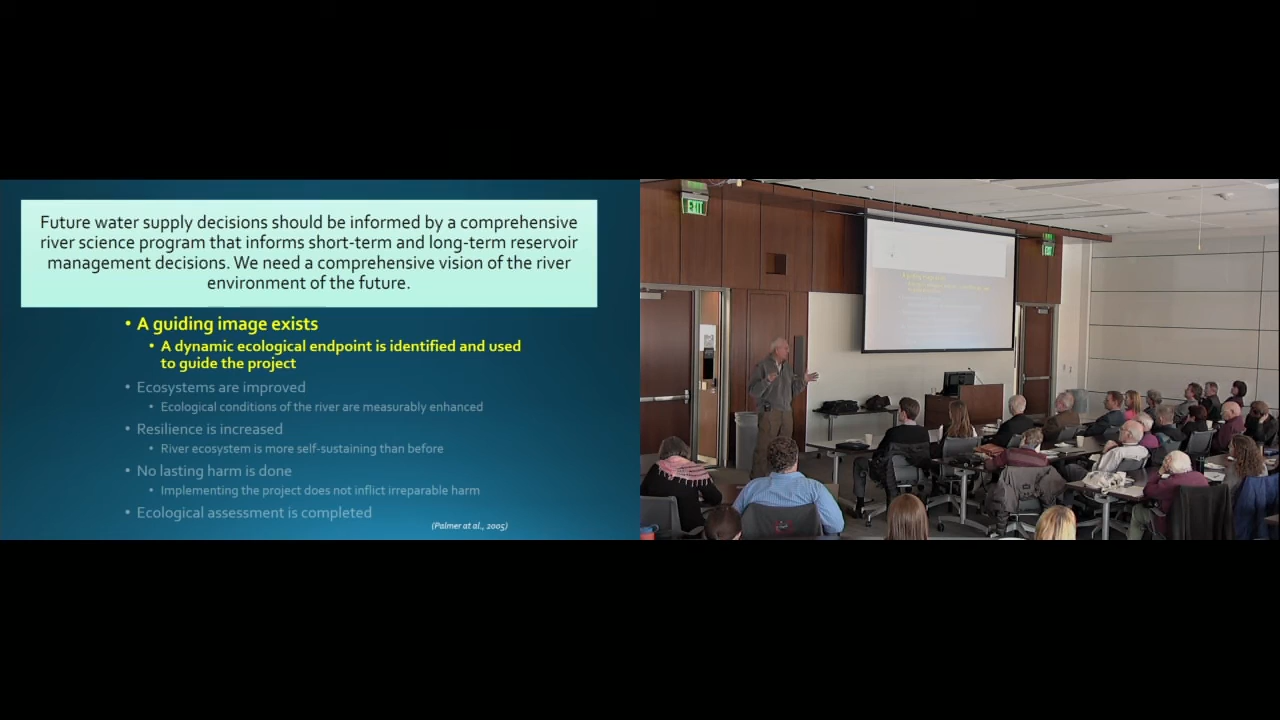 Future water supply decisions should be informed by a comprehensive
river science program that informs short-term and long-term reservoir
management decisions. We need a comprehensive vision of the river
environment of the future.
• A guiding image exists
• A dynamic ecological endpoint is identified and used
to guide the project
• Ecosystems are improved
• Ecological conditions of the river are measurably enhanced
• Resilience is increased
• River ecosystem is more self-sustaining than before
• No lasting harm is done
• Implementing the project does not inflict irreparable harm
• Ecological assessment is completed
(Palmer at al., 2005)
EXIT
EXIT